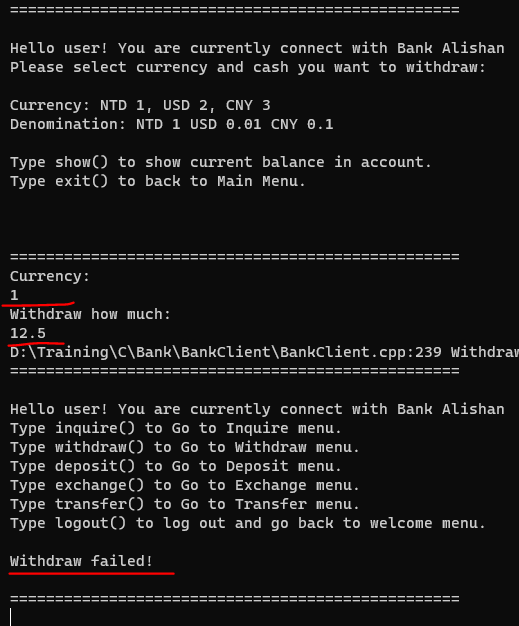 ==================================================
Hello user! You are currently connect with Bank Alishan
Please select currency and cash you want to withdraw:
Currency: NTD 1, USD 2, CNY 3
Denomination: NTD 1 USD 0.01 CNY 0.1
Type show() to show current balance in account.
Type exit() to back to Main Menu.
==================================================
Currency:
1
Withdraw how much:
12.5
D:\Training\C\Bank\BankClient\BankClient.cpp:239 Withdraw
==================================================
Hello user! You are currently connect with Bank Alishan
Type inquire() to Go to Inquire menu.
Type withdraw() to Go to Withdraw menu.
Type deposit() to Go to Deposit menu.
Type exchange() to Go to Exchange menu.
Type transfer() to Go to Transfer menu.
Type logout() to log out and go back to welcome menu.
Withdraw failed!
==================================================